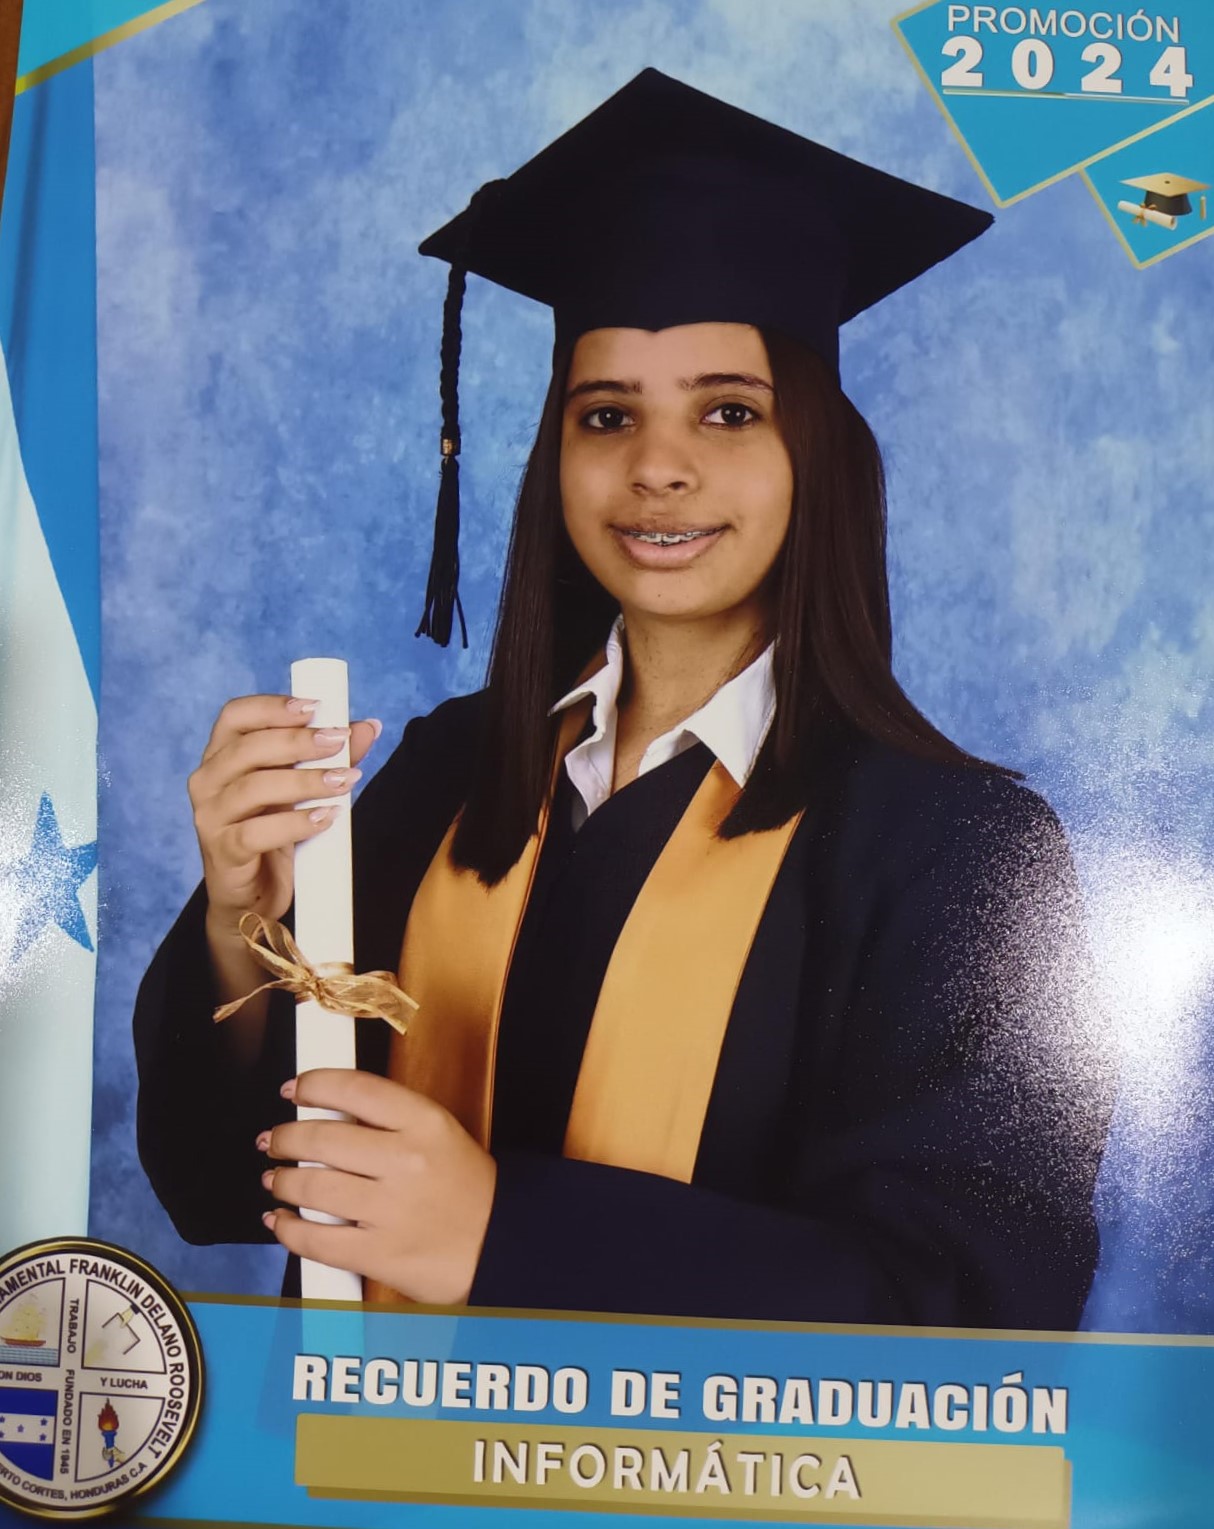 PROMOCIÓN
2024
AMENTAL FRANKLIN DELANO ROOSEVELT
TRABAJO
ON DIOS
Y LUCHA
FUNDADO EN 1945
RTO CORTES, HONDURAS C.A
RECUERDO DE GRADUACIÓN
INFORMÁTICA